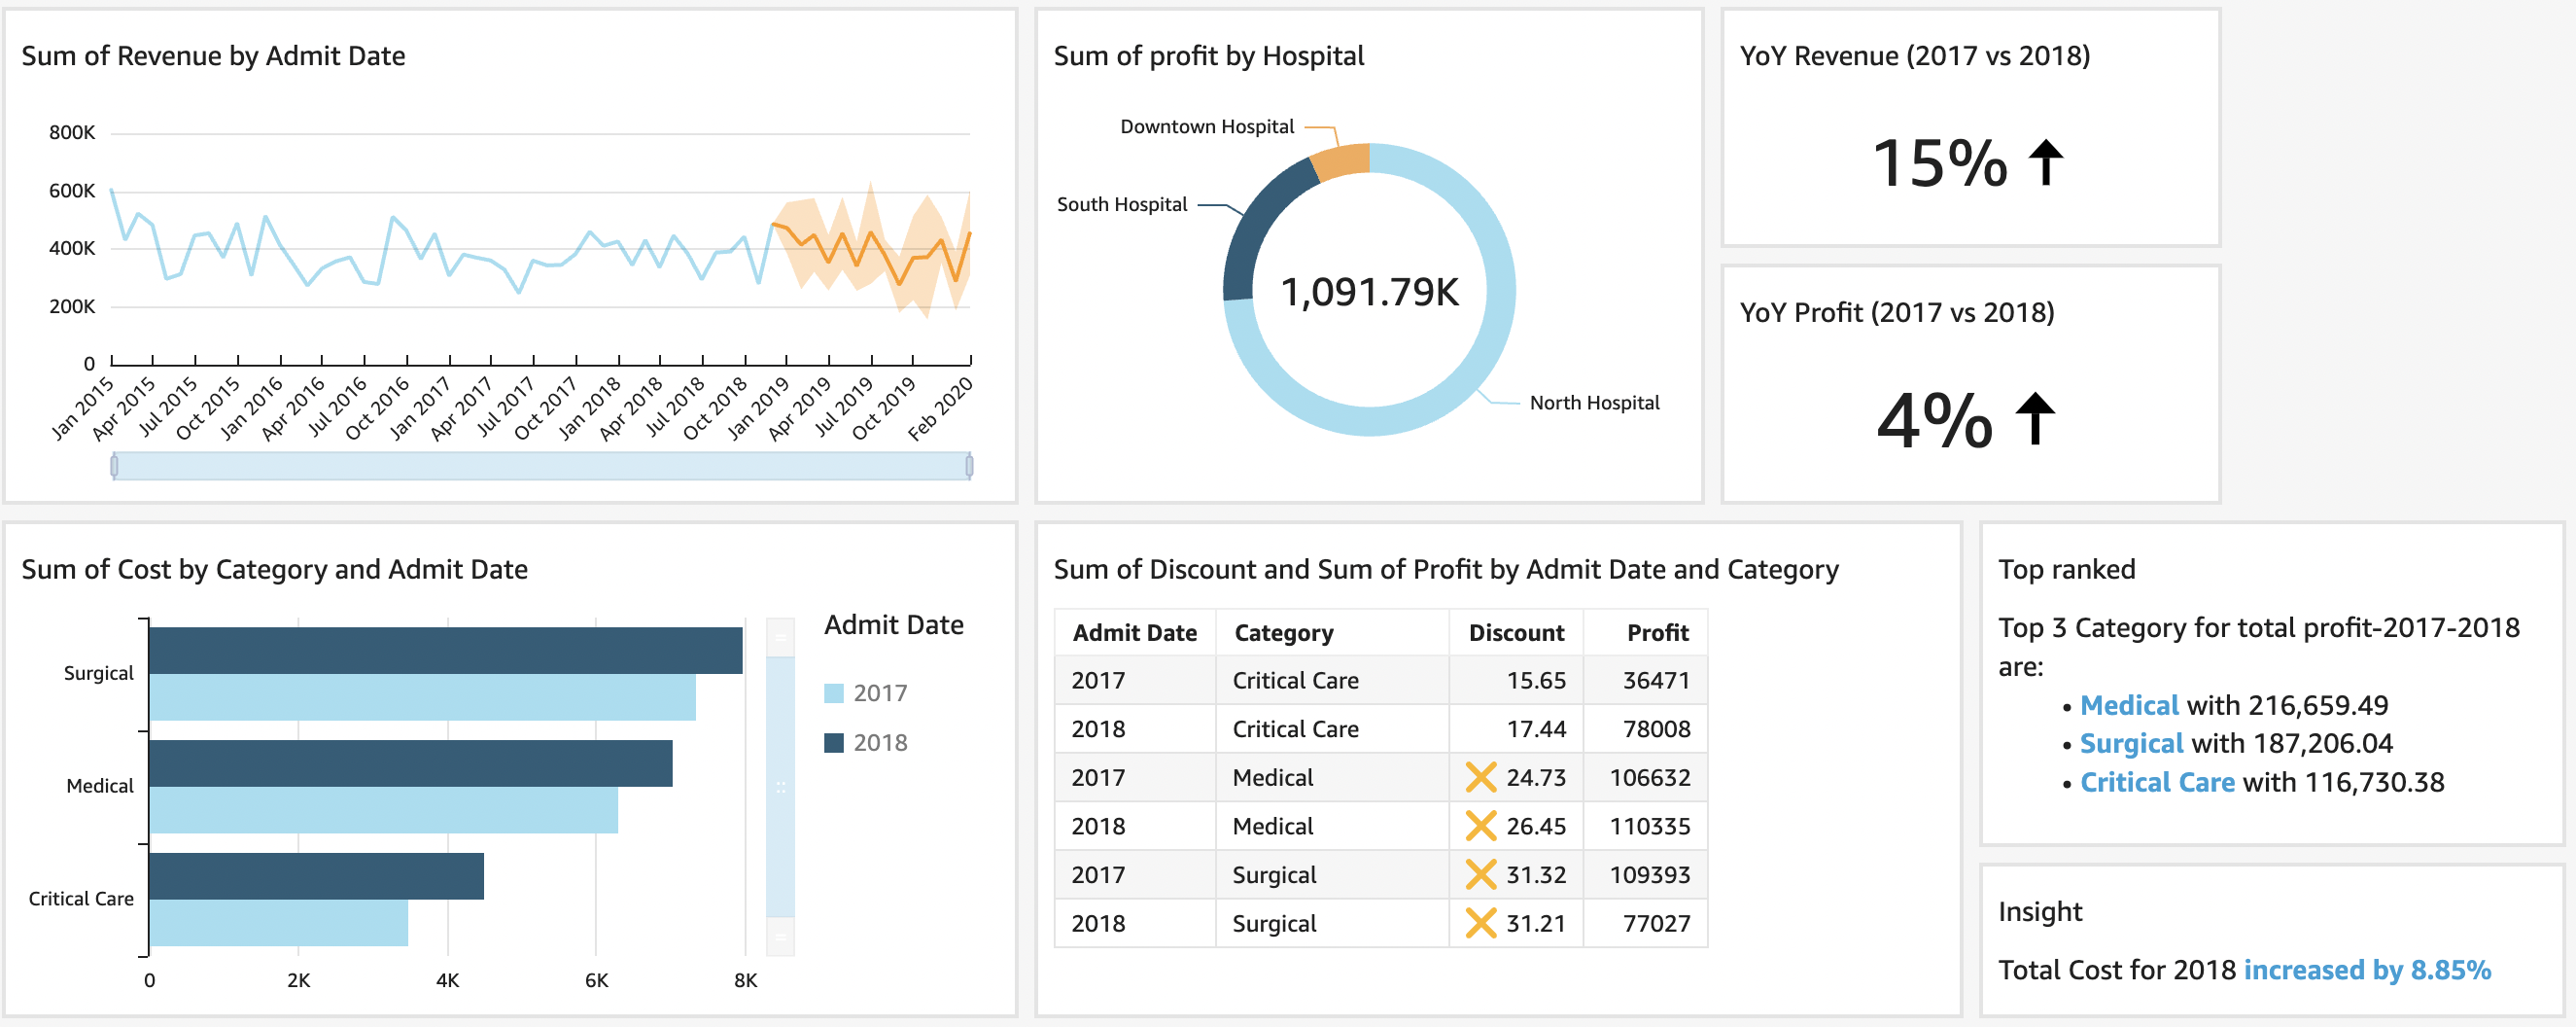 Sum of Revenue by Admit Date
800K
600K
400K
200K
0
Jan 2015
Apr 2015
Jul 2015
Oct 2015
Jan 2016
Apr 2016
Jul 2016
Oct 2016
Jan 2017
Apr 2017
Jul 2017
Oct 2017
Jan 2018
Apr 2018
Jul 2018
Oct 2018
Jan 2019
Apr 2019
Jul 2019
Oct 2019
Feb 2020
Sum of profit by Hospital
Downtown Hospital
South Hospital
1,091.79K
North Hospital
YoY Revenue (2017 vs 2018)
15%
YoY Profit (2017 vs 2018)
4%
Sum of Cost by Category and Admit Date
Surgical
Medical
Critical Care
0
2K
4K
6K
8K
Admit Date
2017
2018
Sum of Discount and Sum of Profit by Admit Date and Category
Admit Date Category Discount Profit
2017 Critical Care 15.65 36471
2018 Critical Care 17.44 78008
2017 Medical 24.73 106632
2018 Medical 26.45 110335
2017 Surgical 31.32 109393
2018 Surgical 31.21 77027
Top ranked
Top 3 Category for total profit-2017-2018
are:
• Medical with 216,659.49
• Surgical with 187,206.04
• Critical Care with 116,730.38
Insight
Total Cost for 2018 increased by 8.85%